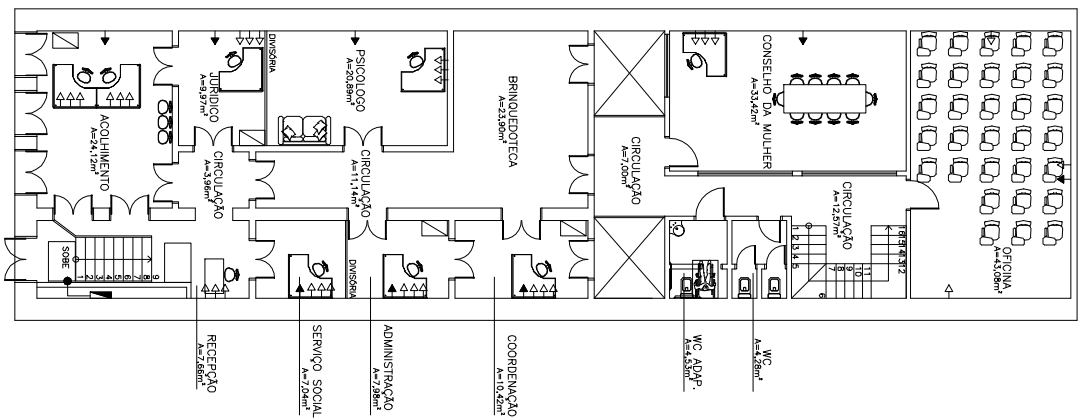 ACOLHIMENTO
A=24,12m²
JURIDICO
A=9,97m²
DIVISÓRIA
PSICOLOGO
A=20,89m²
BRINQUEDOTECA
A=23,90m²
CONSELHO DA MULHER
A=33,42m²
CIRCULAÇÃO
A=3,96m²
CIRCULAÇÃO
A=11,14m²
CIRCULAÇÃO
A=7,00m²
CIRCULAÇÃO
A=12,57m²
OFICINA
A=43,08m²
SOBE
1 2 3 4 5 6 7 8 9
DIVISÓRIA
1 2 3 4 5
6
7 8 9 10 11
16 15 14 13 12
RECEPÇÃO
A=7,66m²
SERVIÇO SOCIAL
A=7,04m²
ADMINISTRAÇÃO
A=7,98m²
COORDENAÇÃO
A=10,42m²
WC ADAP.
A=4,53m²
WC
A=4,28m²